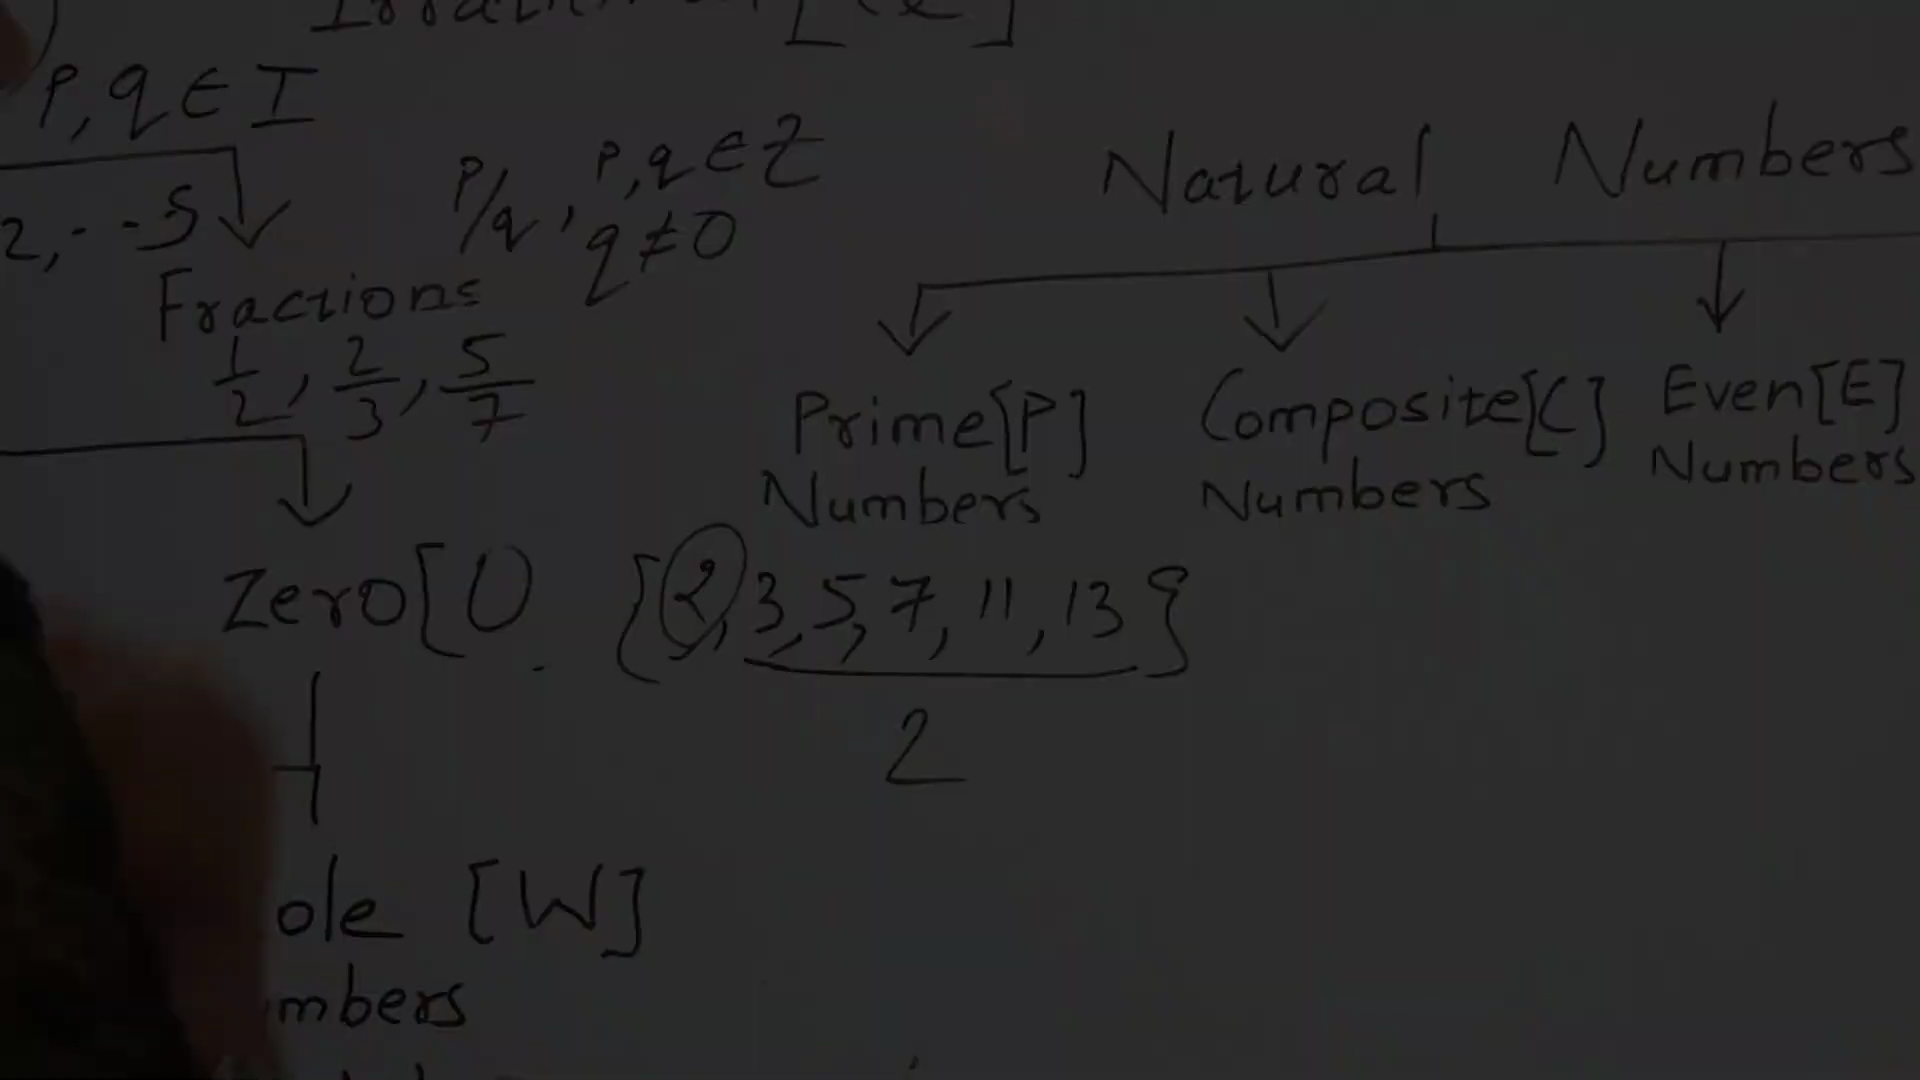 P, q ∈ I
2, - - 5
P/q, P, q ∈ Z
q ≠ 0
Fractions
1/2, 2/3, 5/7
Zero [0
ole [W]
mbers
Natural Numbers
Prime [P] Numbers
Composite [C] Numbers
Even [E] Numbers
{2, 3, 5, 7, 11, 13}
2